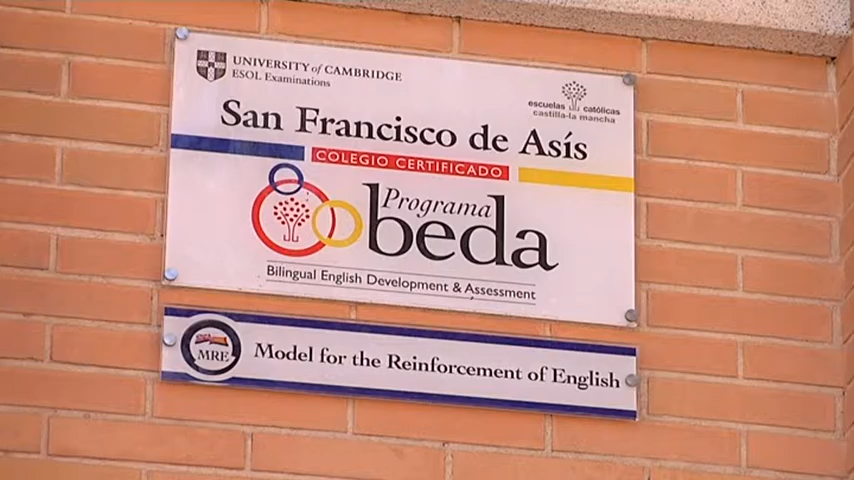 UNIVERSITY of CAMBRIDGE
ESOL Examinations
escuelas católicas
castilla-la mancha
San Francisco de Asís
COLEGIO CERTIFICADO
Programa
beda
Bilingual English Development & Assessment
MRE
Model for the Reinforcement of English